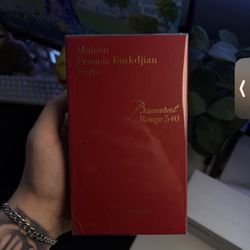 Maison
Francis Kurkdjian
Paris
Baccarat
Rouge 540